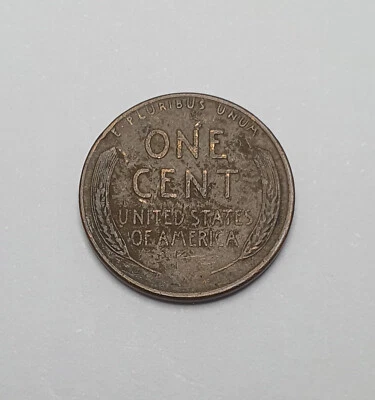 E PLURIBUS UNUM
ONE
CENT
UNITED STATES
OF AMERICA